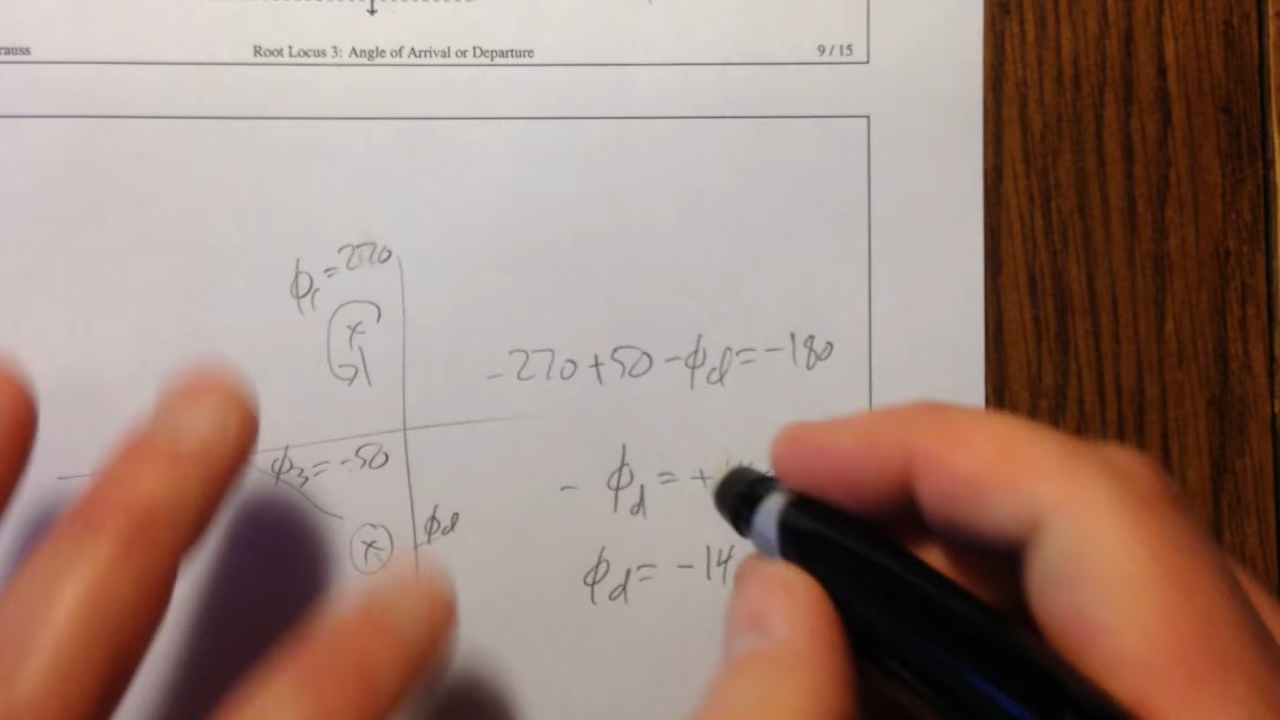 rauss Root Locus 3: Angle of Arrival or Departure 9 / 15
ϕ₁ = 270
-270+50-ϕd=-180
ϕ₃ = -50
- ϕd = +
ϕd
ϕd = -14